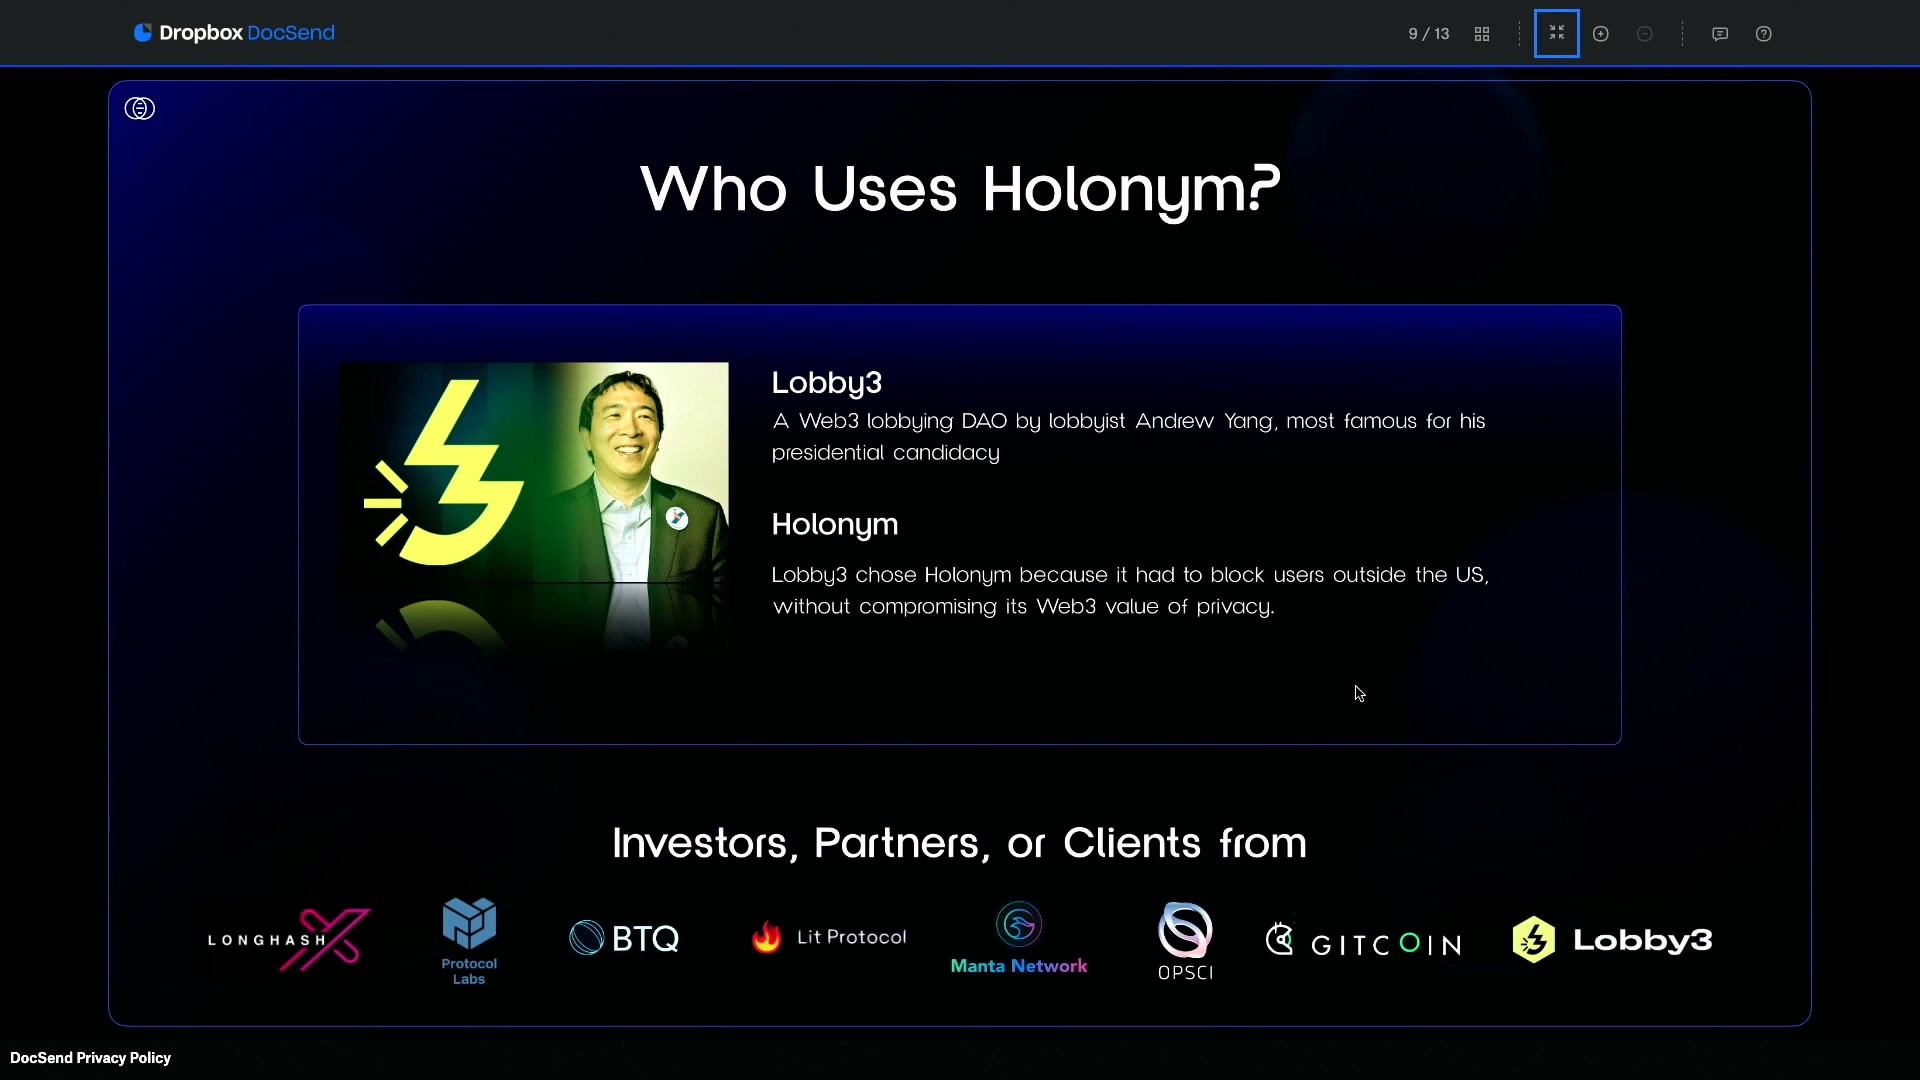 Dropbox DocSend
9 / 13
Who Uses Holonym?
Lobby3
A Web3 lobbying DAO by lobbyist Andrew Yang, most famous for his
presidential candidacy
Holonym
Lobby3 chose Holonym because it had to block users outside the US,
without compromising its Web3 value of privacy.
Investors, Partners, or Clients from
LONGHASH
Protocol
Labs
BTQ
Lit Protocol
Manta Network
OPSCI
GITCOIN
Lobby3
DocSend Privacy Policy